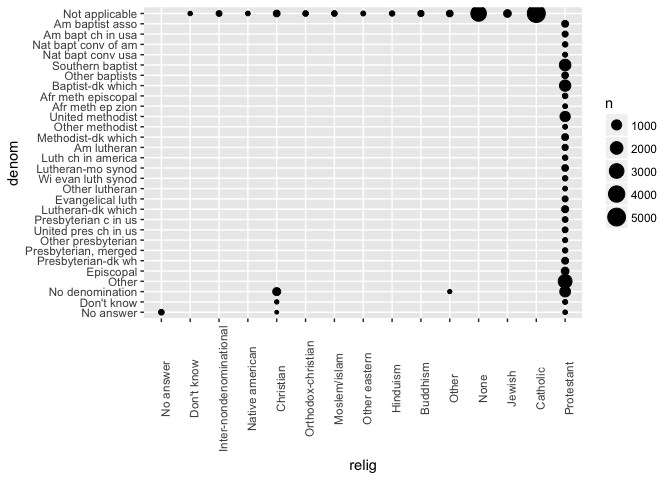 Not applicable
Am baptist asso
Am bapt ch in usa
Nat bapt conv of am
Nat bapt conv usa
Southern baptist
Other baptists
Baptist-dk which
Afr meth episcopal
Afr meth ep zion
United methodist
Other methodist
Methodist-dk which
Am lutheran
Luth ch in america
Lutheran-mo synod
Wi evan luth synod
Other lutheran
Evangelical luth
Lutheran-dk which
Presbyterian c in us
United pres ch in us
Other presbyterian
Presbyterian, merged
Presbyterian-dk wh
Episcopal
Other
No denomination
Don't know
No answer
denom
No answer
Don't know
Inter-nondenominational
Native american
Christian
Orthodox-christian
Moslem/islam
Other eastern
Hinduism
Buddhism
Other
None
Jewish
Catholic
Protestant
relig
n
1000
2000
3000
4000
5000